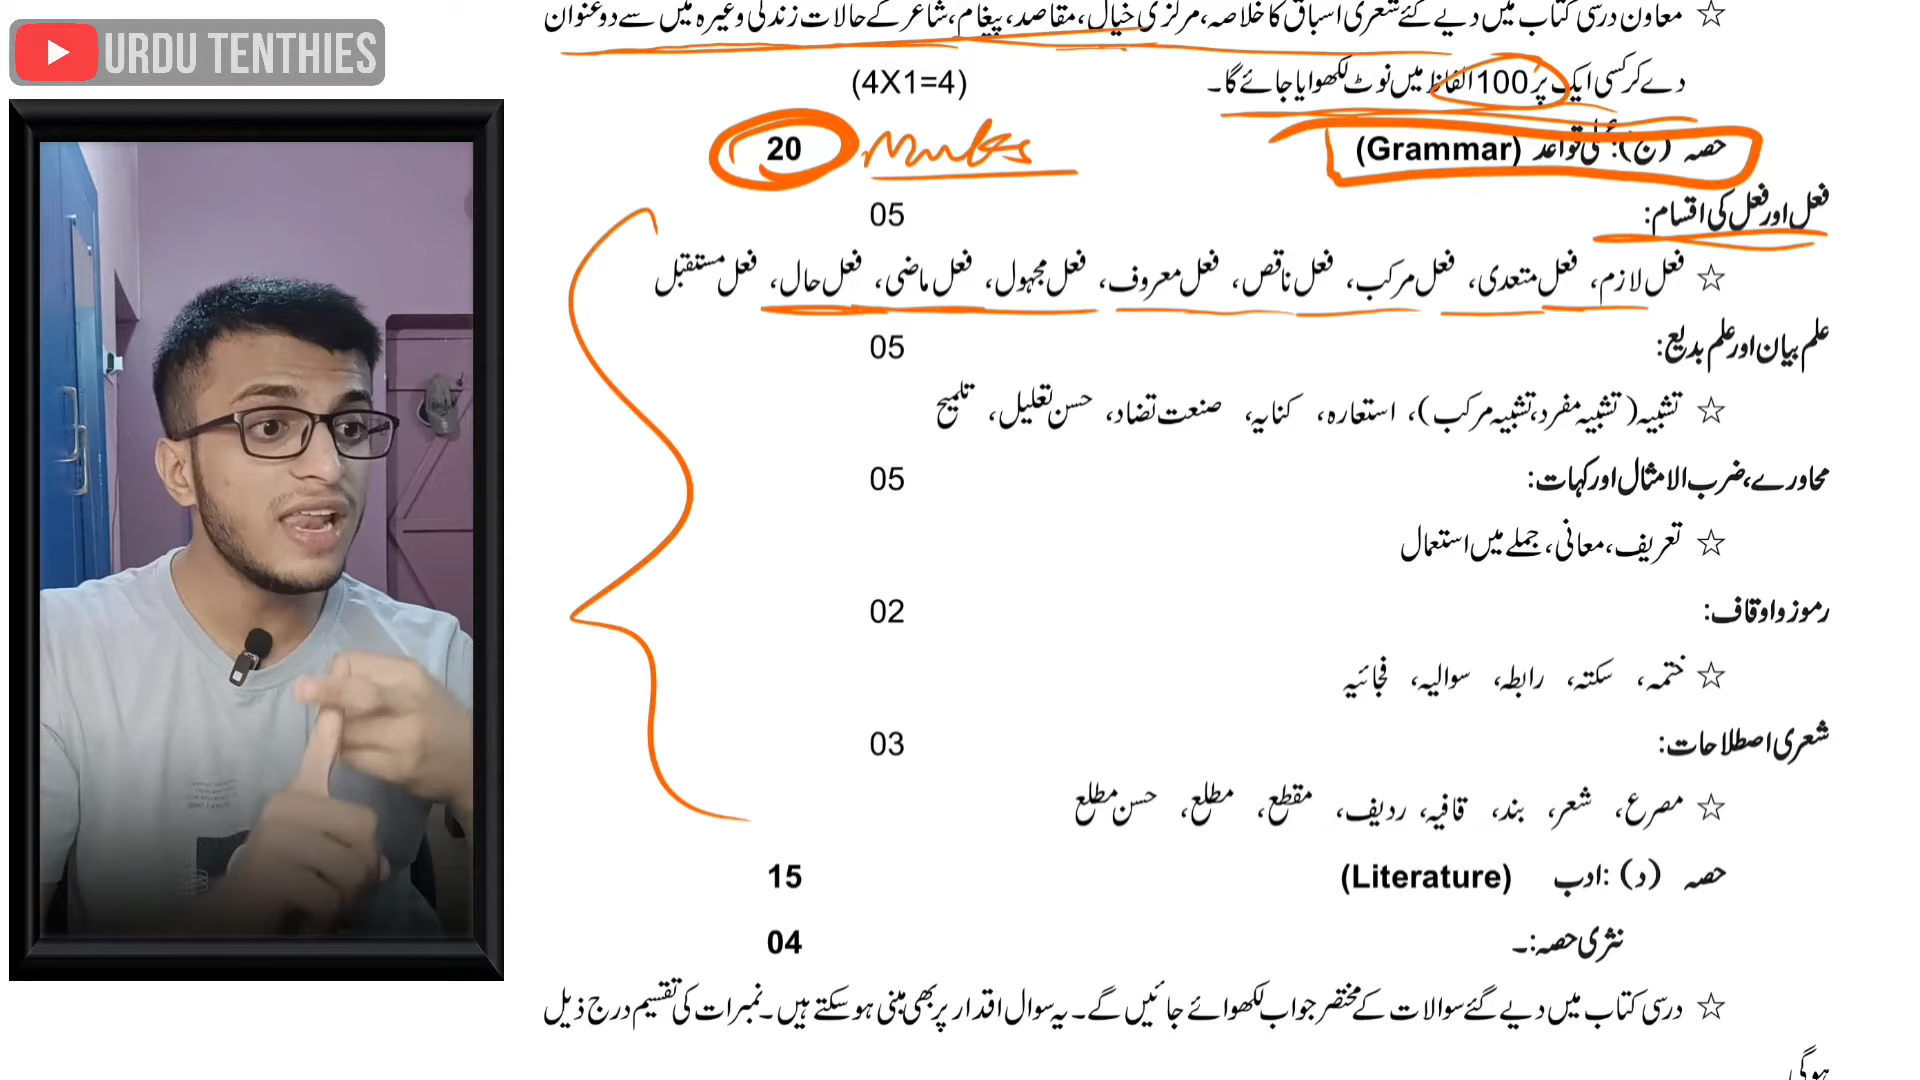 URDU TENTHIES
☆ معاون درسی کتاب میں دیے گئے شعری اسباق کا خلاصہ، مرکزی خیال، مقاصد، پیغام، شاعر کے حالات زندگی وغیرہ میں سے دو عنوان
دے کر کسی ایک پر 100 الفاظ میں نوٹ لکھوایا جائے گا۔ (4X1=4)
حصہ (ج): عملی قواعد (Grammar) 20 Marks
فعل اور فعل کی اقسام: 05
☆ فعل لازم، فعل متعدی، فعل مرکب، فعل ناقص، فعل معروف، فعل مجہول، فعل ماضی، فعل حال، فعل مستقبل
علم بیان اور علم بدیع: 05
☆ تشبیہ (تشبیہ مفرد، تشبیہ مرکب)، استعارہ، کنایہ، صنعت تضاد، حسن تعلیل، تلمیح
محاورے، ضرب الامثال اور کہات: 05
☆ تعریف، معانی، جملے میں استعمال
رموز و اوقاف: 02
☆ ختمہ، سکتہ، رابطہ، سوالیہ، فجائیہ
شعری اصطلاحات: 03
☆ مصرع، شعر، بند، قافیہ، ردیف، مقطع، مطلع، حسن مطلع
حصہ (د): ادب (Literature) 15
نثری حصہ:۔ 04
☆ درسی کتاب میں دیے گئے سوالات کے مختصر جواب لکھوائے جائیں گے۔ یہ سوال اقدار پر بھی مبنی ہو سکتے ہیں۔ نمبرات کی تقسیم درج ذیل
ہوگی